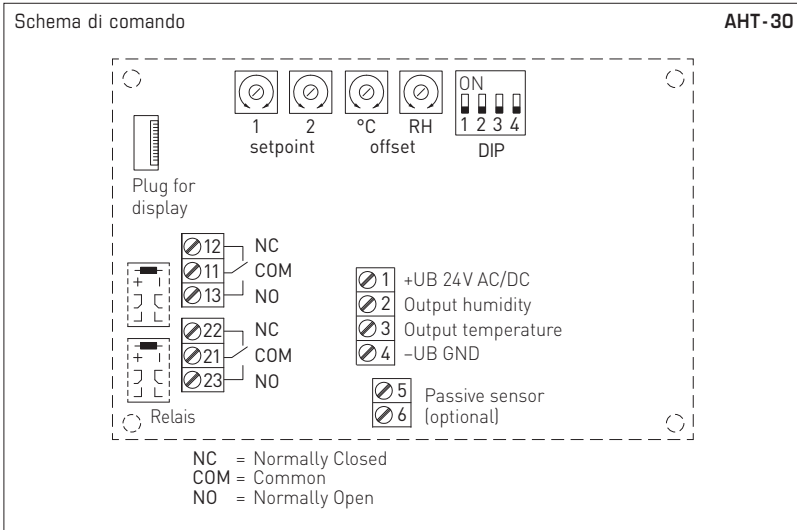 Schema di comando AHT-30
ON
1 2 3 4
DIP
1 2 °C RH
setpoint offset
Plug for
display
12 NC
11 COM
13 NO
22 NC
21 COM
23 NO
+ –
+ –
Relais
1 +UB 24V AC/DC
2 Output humidity
3 Output temperature
4 –UB GND
5 Passive sensor
6 (optional)
NC = Normally Closed
COM = Common
NO = Normally Open